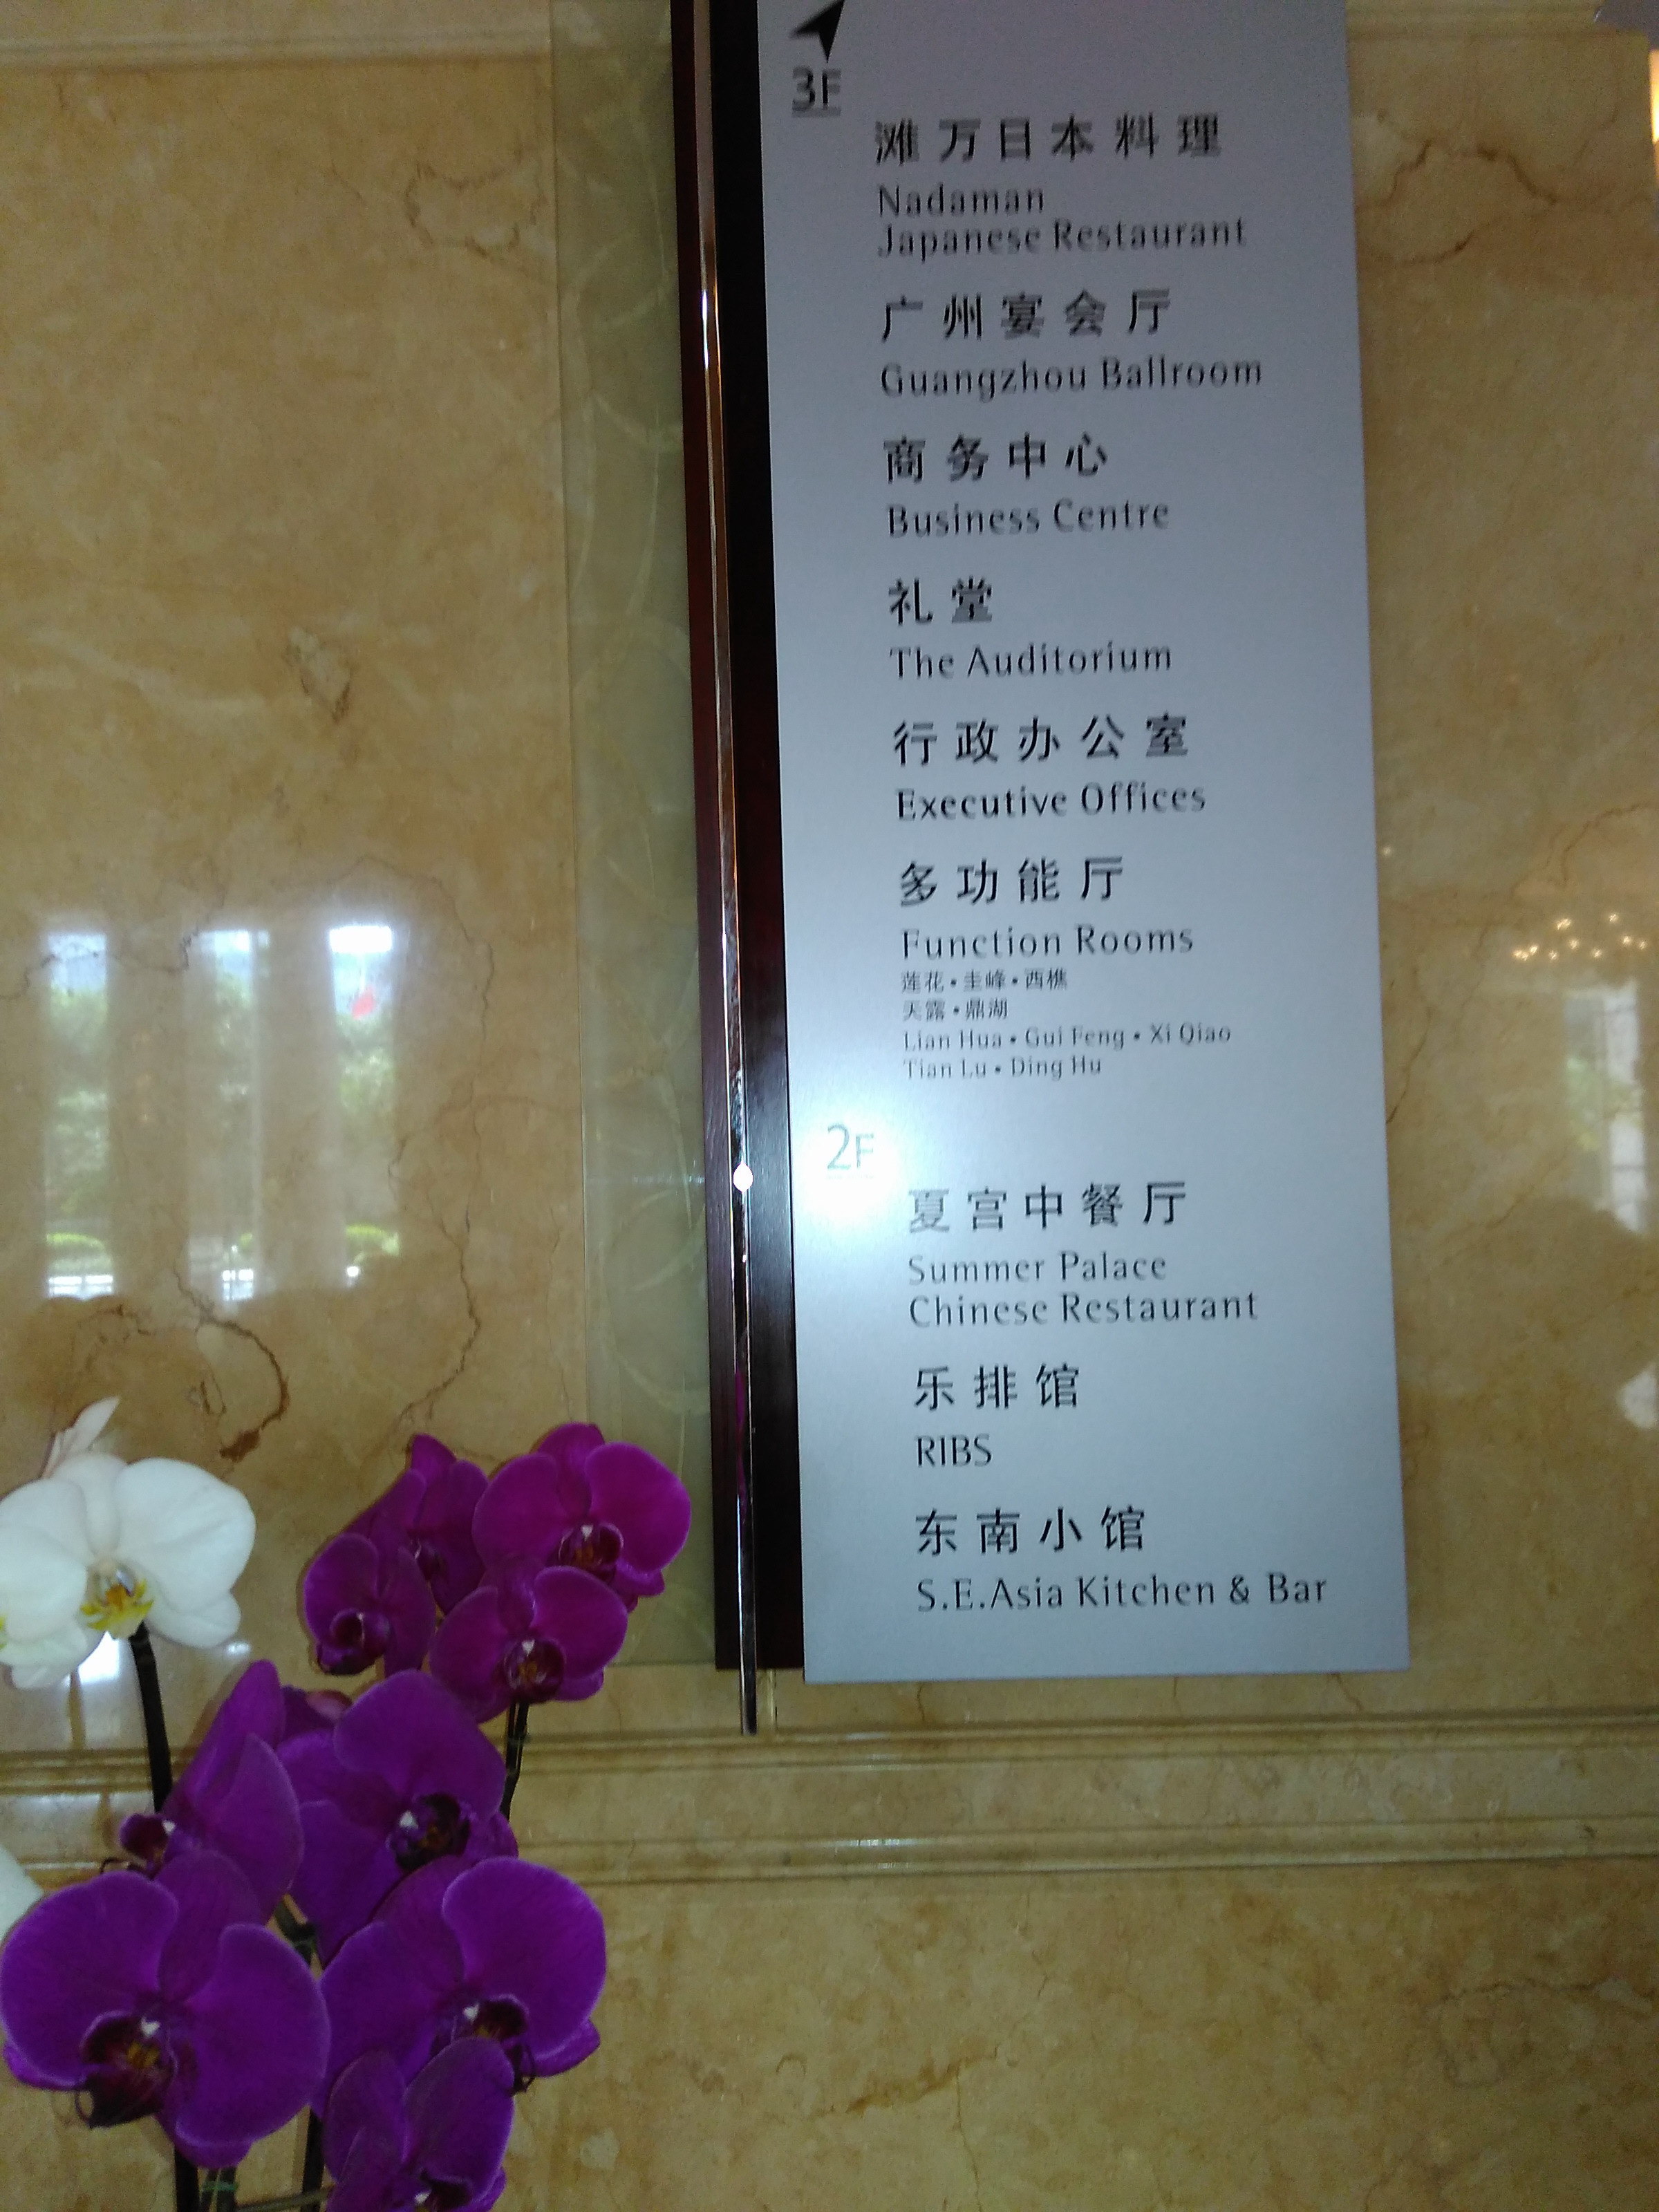 3F
滩万日本料理
Nadaman
Japanese Restaurant
广州宴会厅
Guangzhou Ballroom
商务中心
Business Centre
礼堂
The Auditorium
行政办公室
Executive Offices
多功能厅
Function Rooms
莲花•圭峰•西樵
天露•鼎湖
Lian Hua • Gui Feng • Xi Qiao
Tian Lu • Ding Hu
2F
夏宫中餐厅
Summer Palace
Chinese Restaurant
乐排馆
RIBS
东南小馆
S.E.Asia Kitchen & Bar